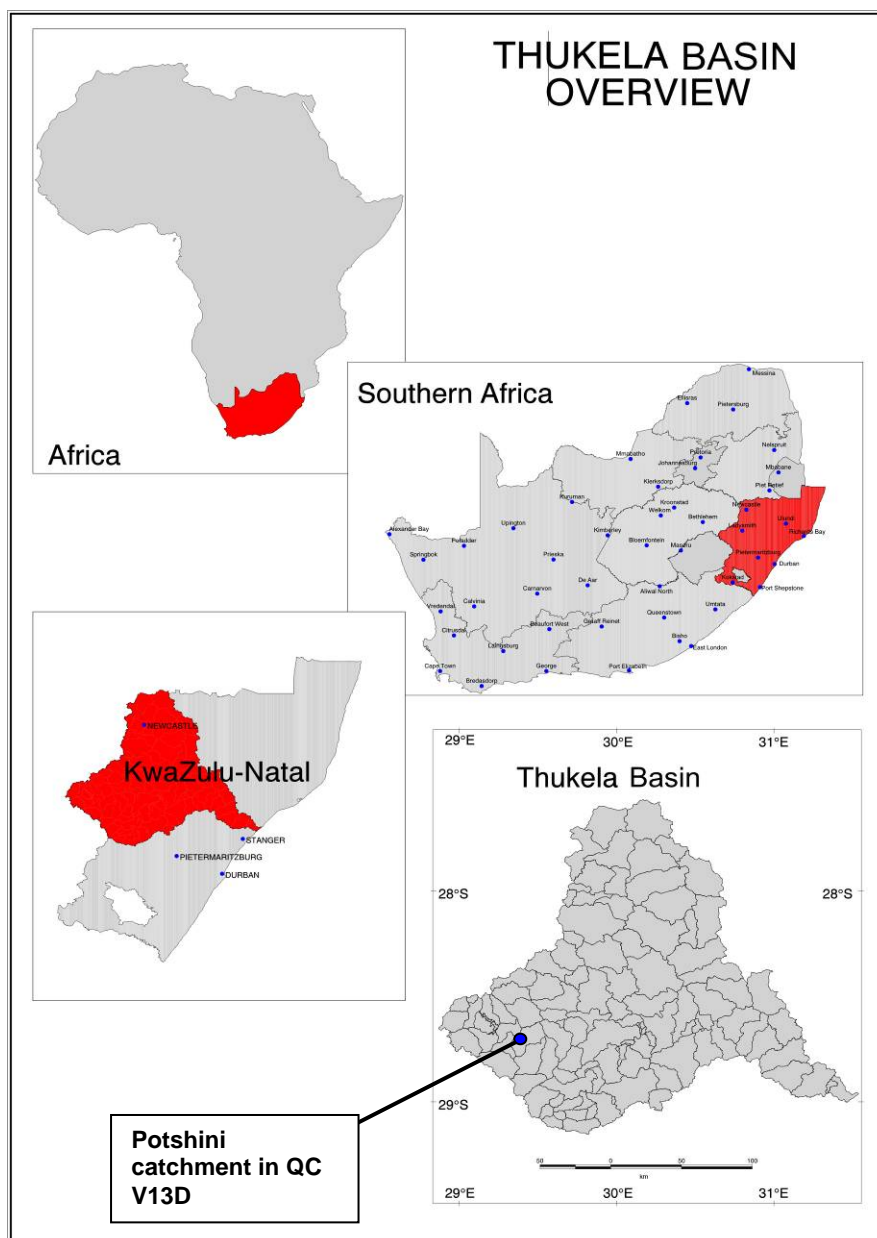 THUKELA BASIN
OVERVIEW
Africa
Southern Africa
Messina
Ellisras
Pietersburg
Nelspruit
Mmabatho
Pretoria
Johannesburg
Mbabane
Klerksdorp
Piet Retief
Kuruman
Kroonstad
Welkom
Newcastle
Bethlehem
Ulundi
Alexander Bay
Upington
Kimberley
Ladysmith
Richards Bay
Pofadder
Bloemfontein
Maseru
Springbok
Prieska
Pietermaritzburg
Durban
De Aar
Kokstad
Port Shepstone
Carnarvon
Aliwal North
Vredendal
Calvinia
Umtata
Queenstown
Beaufort West
Graaff Reinet
Citrusdal
Laingsburg
Bisho
East London
Cape Town
George
Port Elizabeth
Bredasdorp
NEWCASTLE
KwaZulu-Natal
STANGER
PIETERMARITZBURG
DURBAN
29°E 30°E 31°E
Thukela Basin
28°S 28°S
29°S 29°S
50 0 50 100
km
29°E 30°E 31°E
Potshini
catchment in QC
V13D